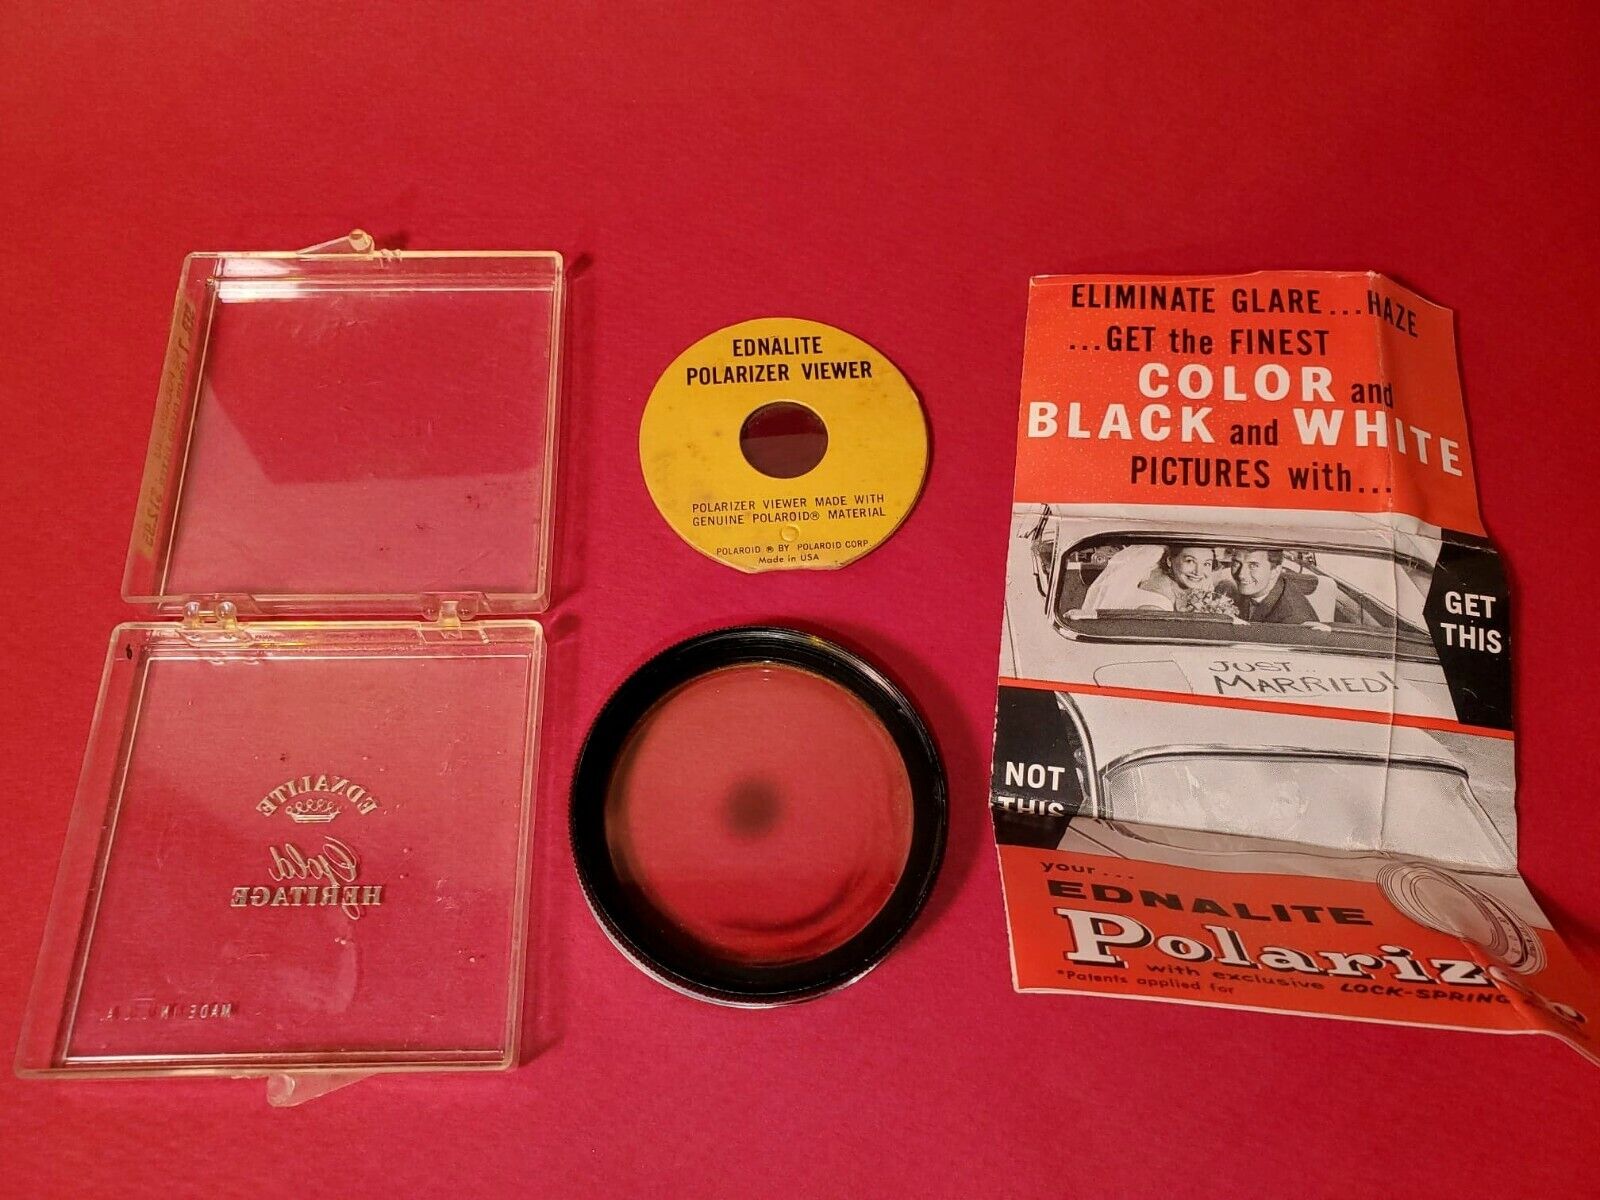 EDNALITE
Gold
HERITAGE
MADE IN U.S.A.
EDNALITE
POLARIZER VIEWER
POLARIZER VIEWER MADE WITH
GENUINE POLAROID® MATERIAL
POLAROID ® BY POLAROID CORP.
Made in USA
ELIMINATE GLARE...HAZE
...GET the FINEST
COLOR and
BLACK and WHITE
PICTURES with...
GET
THIS
JUST
MARRIED!
NOT
THIS
your...
EDNALITE
Polariz
with exclusive LOCK-SPRING
*Patents applied for